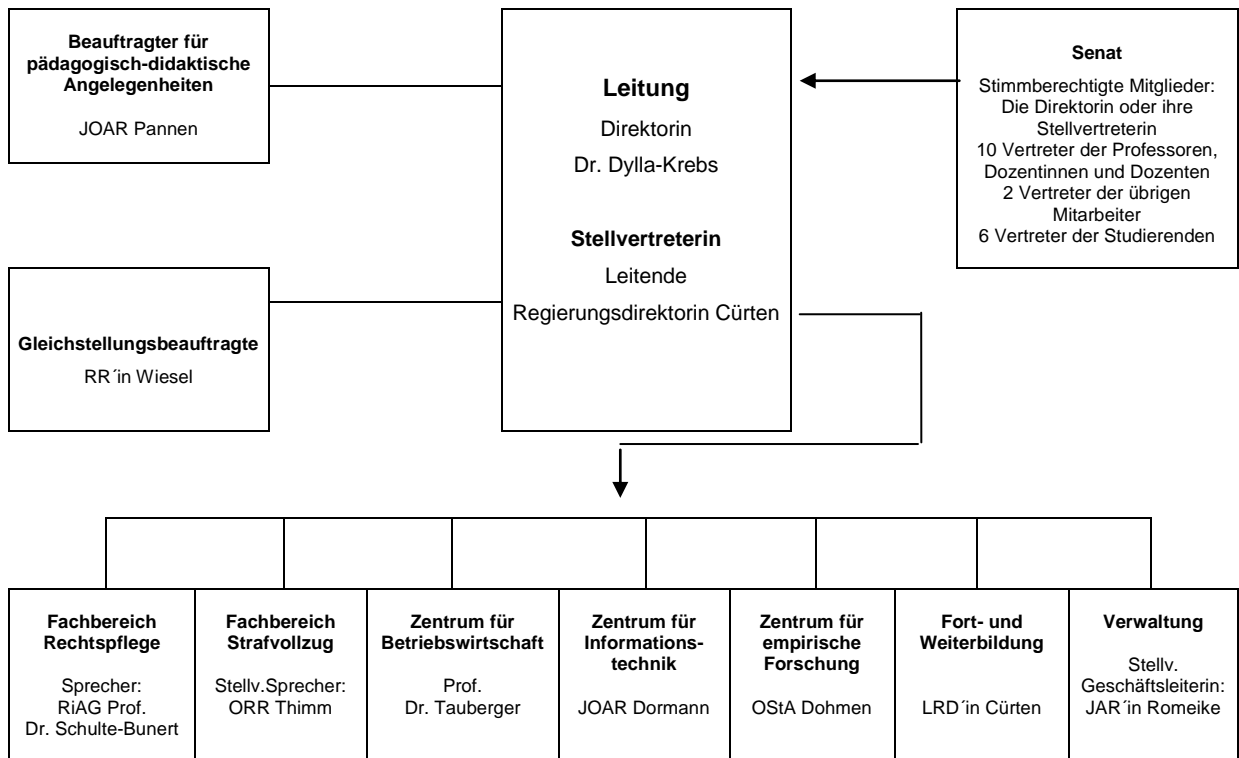 Beauftragter für
pädagogisch-didaktische
Angelegenheiten
JOAR Pannen
Leitung
Direktorin
Dr. Dylla-Krebs
Stellvertreterin
Leitende
Regierungsdirektorin Cürten
Senat
Stimmberechtigte Mitglieder:
Die Direktorin oder ihre
Stellvertreterin
10 Vertreter der Professoren,
Dozentinnen und Dozenten
2 Vertreter der übrigen
Mitarbeiter
6 Vertreter der Studierenden
Gleichstellungsbeauftragte
RR´in Wiesel
Fachbereich
Rechtspflege
Sprecher:
RiAG Prof.
Dr. Schulte-Bunert
Fachbereich
Strafvollzug
Stellv.Sprecher:
ORR Thimm
Zentrum für
Betriebswirtschaft
Prof.
Dr. Tauberger
Zentrum für
Informations-
technik
JOAR Dormann
Zentrum für
empirische
Forschung
OStA Dohmen
Fort- und
Weiterbildung
LRD´in Cürten
Verwaltung
Stellv.
Geschäftsleiterin:
JAR´in Romeike